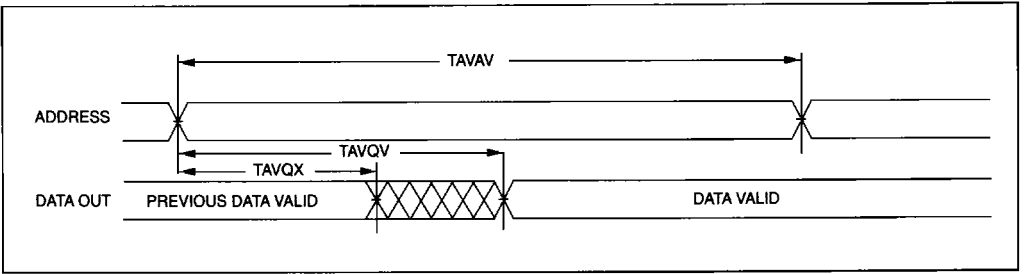 TAVAV
ADDRESS
TAVQV
TAVQX
DATA OUT PREVIOUS DATA VALID DATA VALID